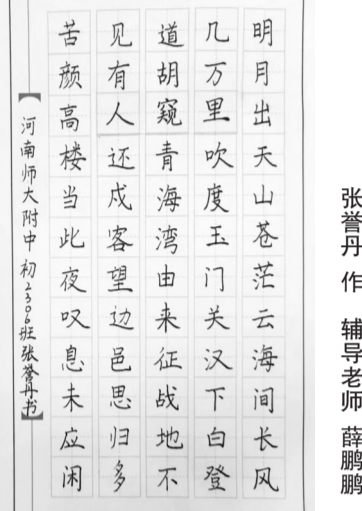 明月出天山苍茫云海间长风
几万里吹度玉门关汉下白登
道胡窥青海湾由来征战地不
见有人还戍客望边邑思归多
苦颜高楼当此夜叹息未应闲
【河南师大附中 初2306班张誉丹书】
张誉丹 作 辅导老师 薛鹏鹏